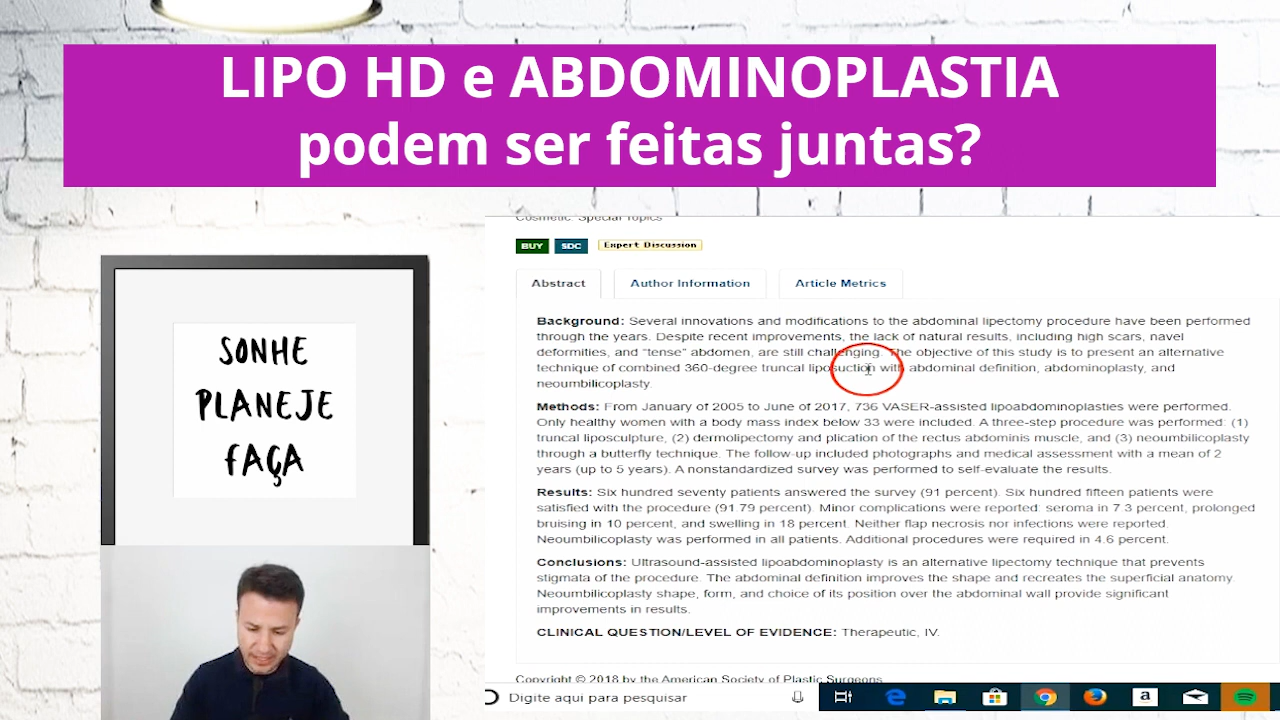 LIPO HD e ABDOMINOPLASTIA
podem ser feitas juntas?
SONHE
PLANEJE
FAÇA
Cosmetic: Special Topics
BUY SDC Expert Discussion
Abstract Author Information Article Metrics
Background: Several innovations and modifications to the abdominal lipectomy procedure have been performed
through the years. Despite recent improvements, the lack of natural results, including high scars, navel
deformities, and “tense” abdomen, are still challenging. The objective of this study is to present an alternative
technique of combined 360-degree truncal liposuction with abdominal definition, abdominoplasty, and
neoumbilicoplasty.
Methods: From January of 2005 to June of 2017, 736 VASER-assisted lipoabdominoplasties were performed.
Only healthy women with a body mass index below 33 were included. A three-step procedure was performed: (1)
truncal liposculpture, (2) dermolipectomy and plication of the rectus abdominis muscle, and (3) neoumbilicoplasty
through a butterfly technique. The follow-up included photographs and medical assessment with a mean of 2
years (up to 5 years). A nonstandardized survey was performed to self-evaluate the results.
Results: Six hundred seventy patients answered the survey (91 percent). Six hundred fifteen patients were
satisfied with the procedure (91.79 percent). Minor complications were reported: seroma in 7.3 percent, prolonged
bruising in 10 percent, and swelling in 18 percent. Neither flap necrosis nor infections were reported.
Neoumbilicoplasty was performed in all patients. Additional procedures were required in 4.6 percent.
Conclusions: Ultrasound-assisted lipoabdominoplasty is an alternative lipectomy technique that prevents
stigmata of the procedure. The abdominal definition improves the shape and recreates the superficial anatomy.
Neoumbilicoplasty shape, form, and choice of its position over the abdominal wall provide significant
improvements in results.
CLINICAL QUESTION/LEVEL OF EVIDENCE: Therapeutic, IV.
Copyright © 2018 by the American Society of Plastic Surgeons
Digite aqui para pesquisar